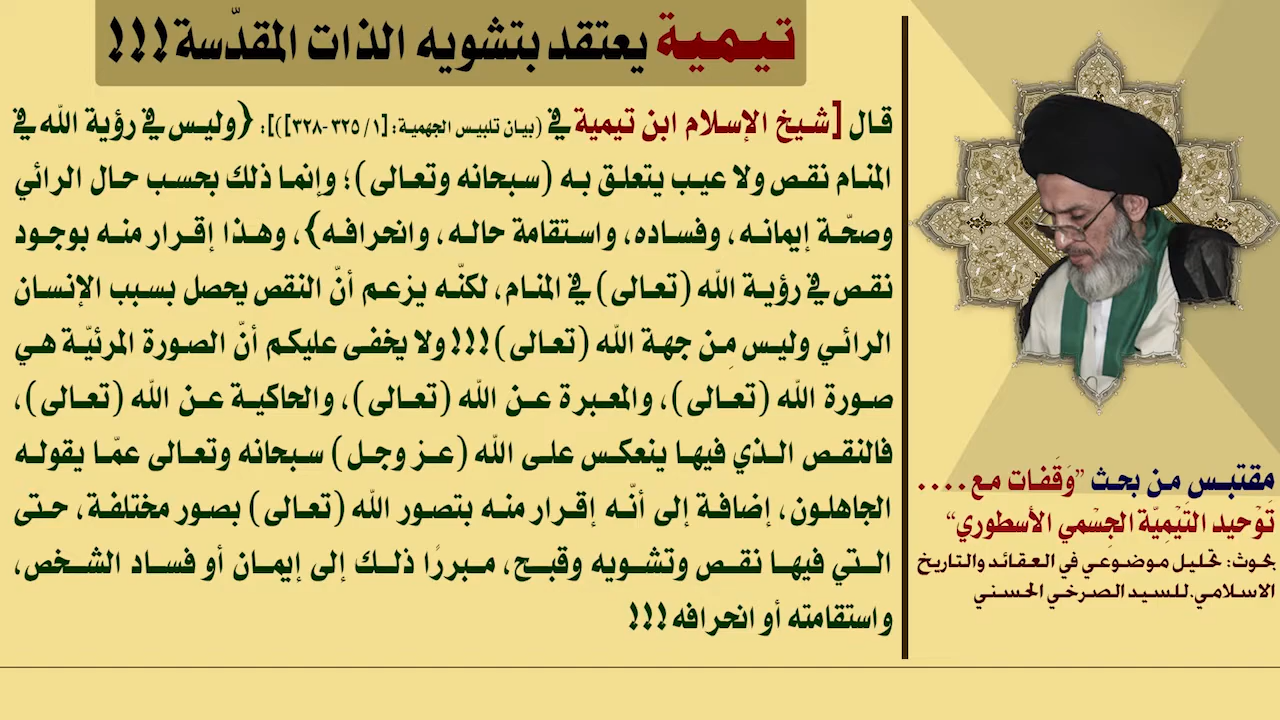 تيمية يعتقد بتشويه الذات المقدّسة!!!
قال [شيخ الإسلام ابن تيمية في (بيان تلبيس الجهمية: [١/ ٣٢٥ -٣٢٨])]: {وليس في رؤية الله في
المنام نقص ولا عيب يتعلق به (سبحانه وتعالى)؛ وإنما ذلك بحسب حال الرائي
وصحّة إيمانه، وفساده، واستقامة حاله، وانحرافه}، وهذا إقرار منه بوجود
نقص في رؤية الله (تعالى) في المنام، لكنّه يزعم أنّ النقص يحصل بسبب الإنسان
الرائي وليس مِن جهة الله (تعالى)!!! ولا يخفى عليكم أنّ الصورة المرئيّة هي
صورة الله (تعالى)، والمعبرة عن الله (تعالى)، والحاكية عن الله (تعالى)،
فالنقص الذي فيها ينعكس على الله (عز وجل) سبحانه وتعالى عمّا يقوله
الجاهلون، إضافة إلى أنّه إقرار منه بتصور الله (تعالى) بصور مختلفة، حتى
التي فيها نقص وتشويه وقبح، مبررًا ذلك إلى إيمان أو فساد الشخص،
واستقامته أو انحرافه!!!
مقتبس مِن بحث "وَقَفات مع....
تَوْحيد التَيْمِيّة الجِسْمي الأسطوري"
بحوث: تحليل موضوعي في العقائد والتاريخ
الاسلامي.للسيد الصرخي الحسني